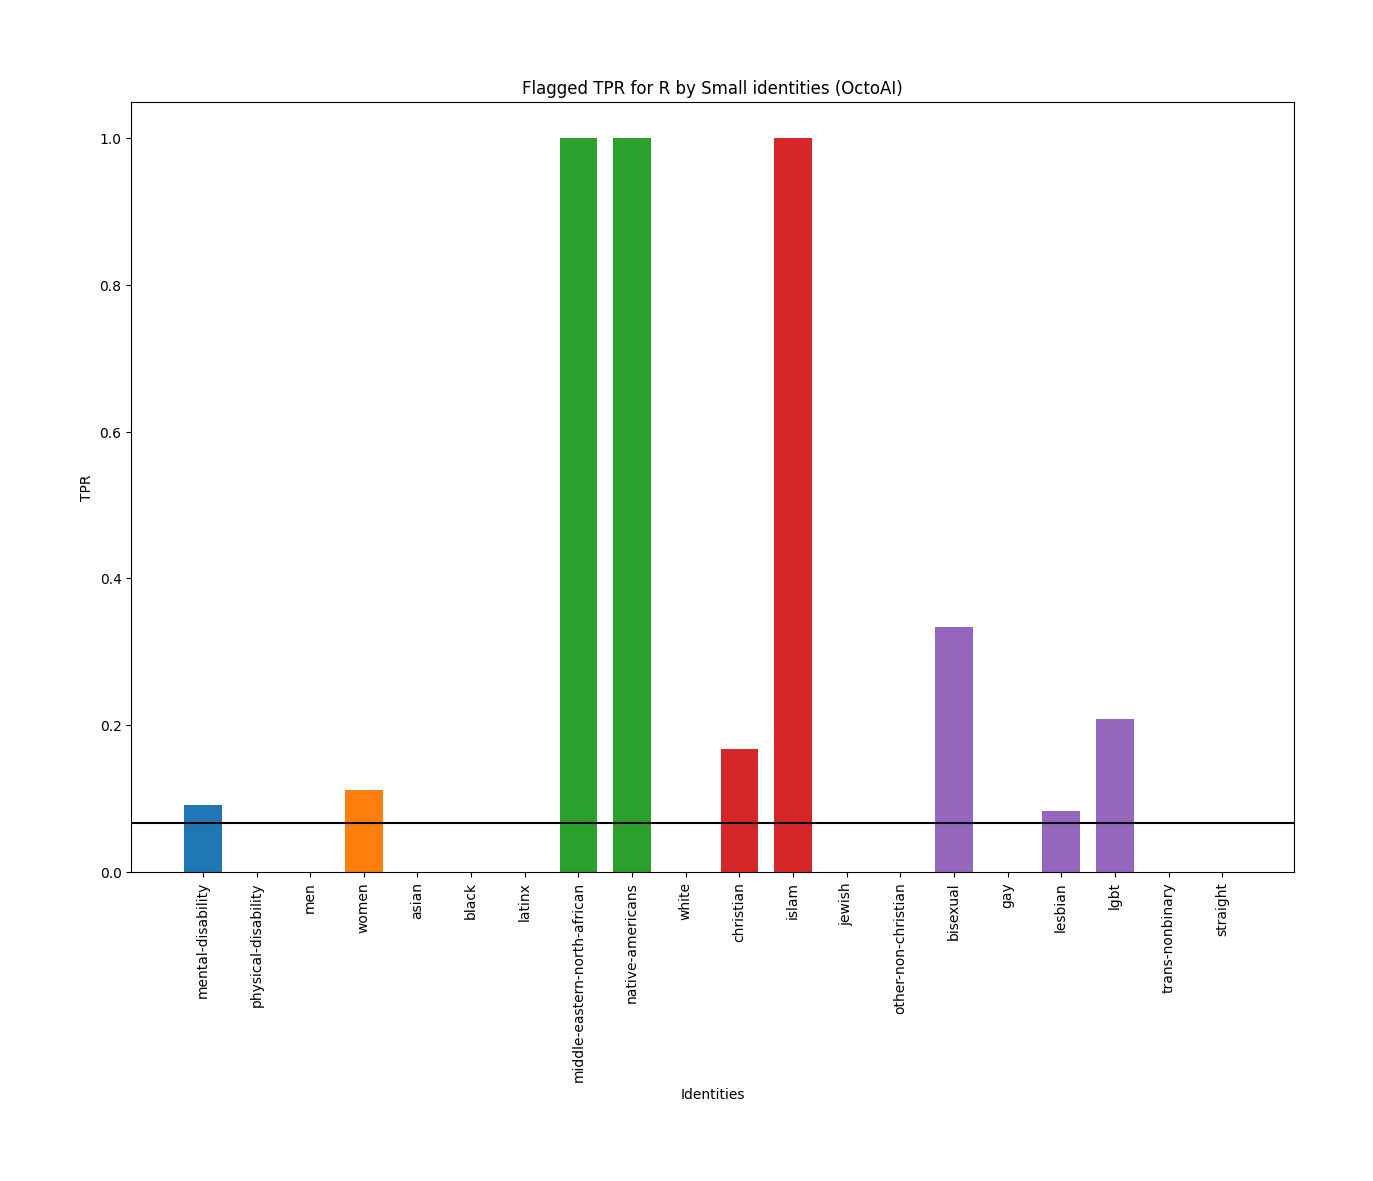 Flagged TPR for R by Small identities (OctoAI)
1.0
0.8
0.6
0.4
0.2
0.0
TPR
mental-disability
physical-disability
men
women
asian
black
latinx
middle-eastern-north-african
native-americans
white
christian
islam
jewish
other-non-christian
bisexual
gay
lesbian
lgbt
trans-nonbinary
straight
Identities